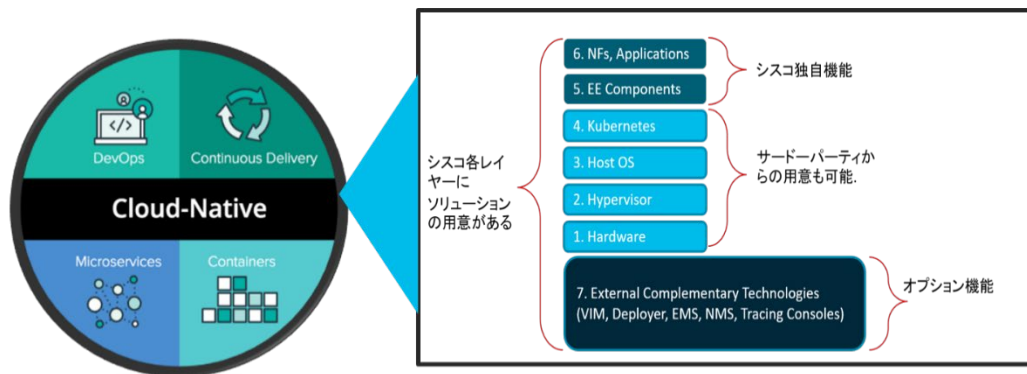 </>
DevOps
Continuous Delivery
Cloud-Native
Microservices
Containers
シスコ各レイ
ヤーに
ソリューション
の用意がある
6. NFs, Applications
5. EE Components
4. Kubernetes
3. Host OS
2. Hypervisor
1. Hardware
7. External Complementary Technologies
(VIM, Deployer, EMS, NMS, Tracing Consoles)
シスコ独自機能
サードーパーティか
らの用意も可能.
オプション機能